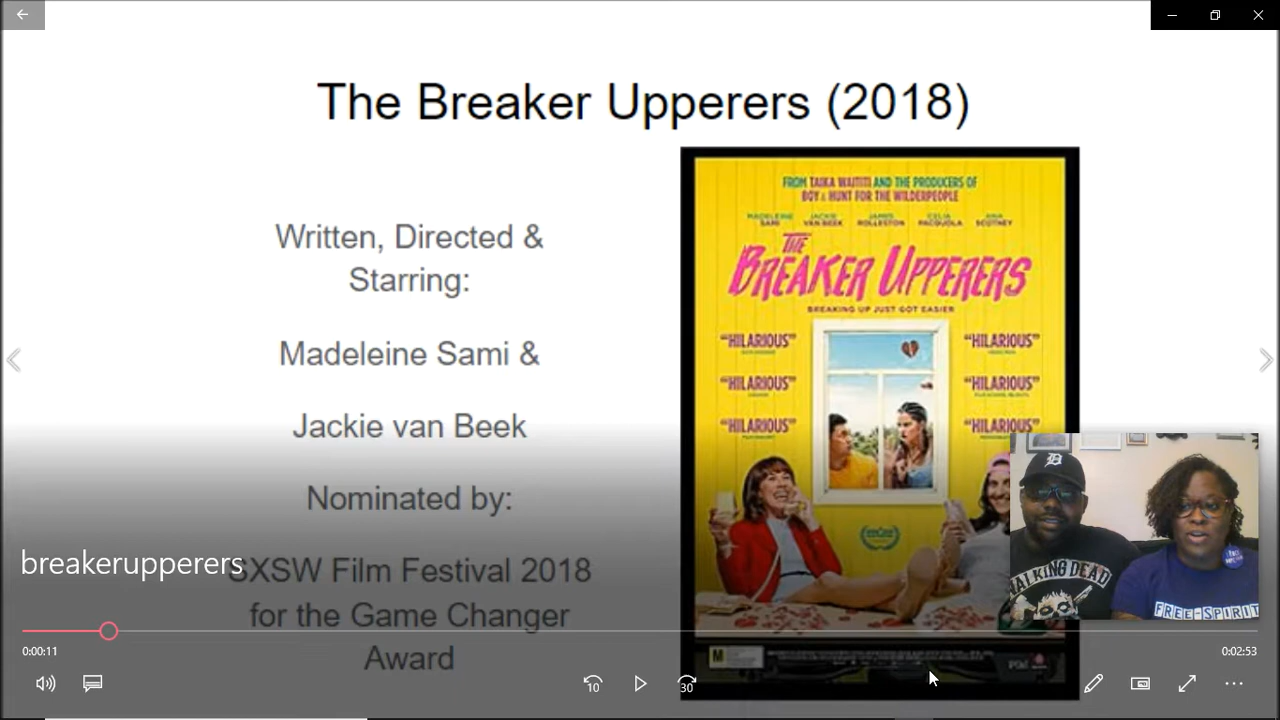 The Breaker Upperers (2018)
Written, Directed &
Starring:
Madeleine Sami &
Jackie van Beek
Nominated by:
SXSW Film Festival 2018
for the Game Changer
Award
FROM TAIKA WAITITI AND THE PRODUCERS OF
BOY & HUNT FOR THE WILDERPEOPLE
MADELEINE SAMI
JACKIE VAN BEEK
JAMES ROLLESTON
CELIA PACQUOLA
ANA SCOTNEY
THE
BREAKER UPPERERS
BREAKING UP JUST GOT EASIER
"HILARIOUS"
"HILARIOUS"
"HILARIOUS"
"HILARIOUS"
"HILARIOUS"
"HILARIOUS"
M
D
WALKING DEAD
FREE-SPIRIT
breakerupperers
0:00:11
0:02:53
10
30